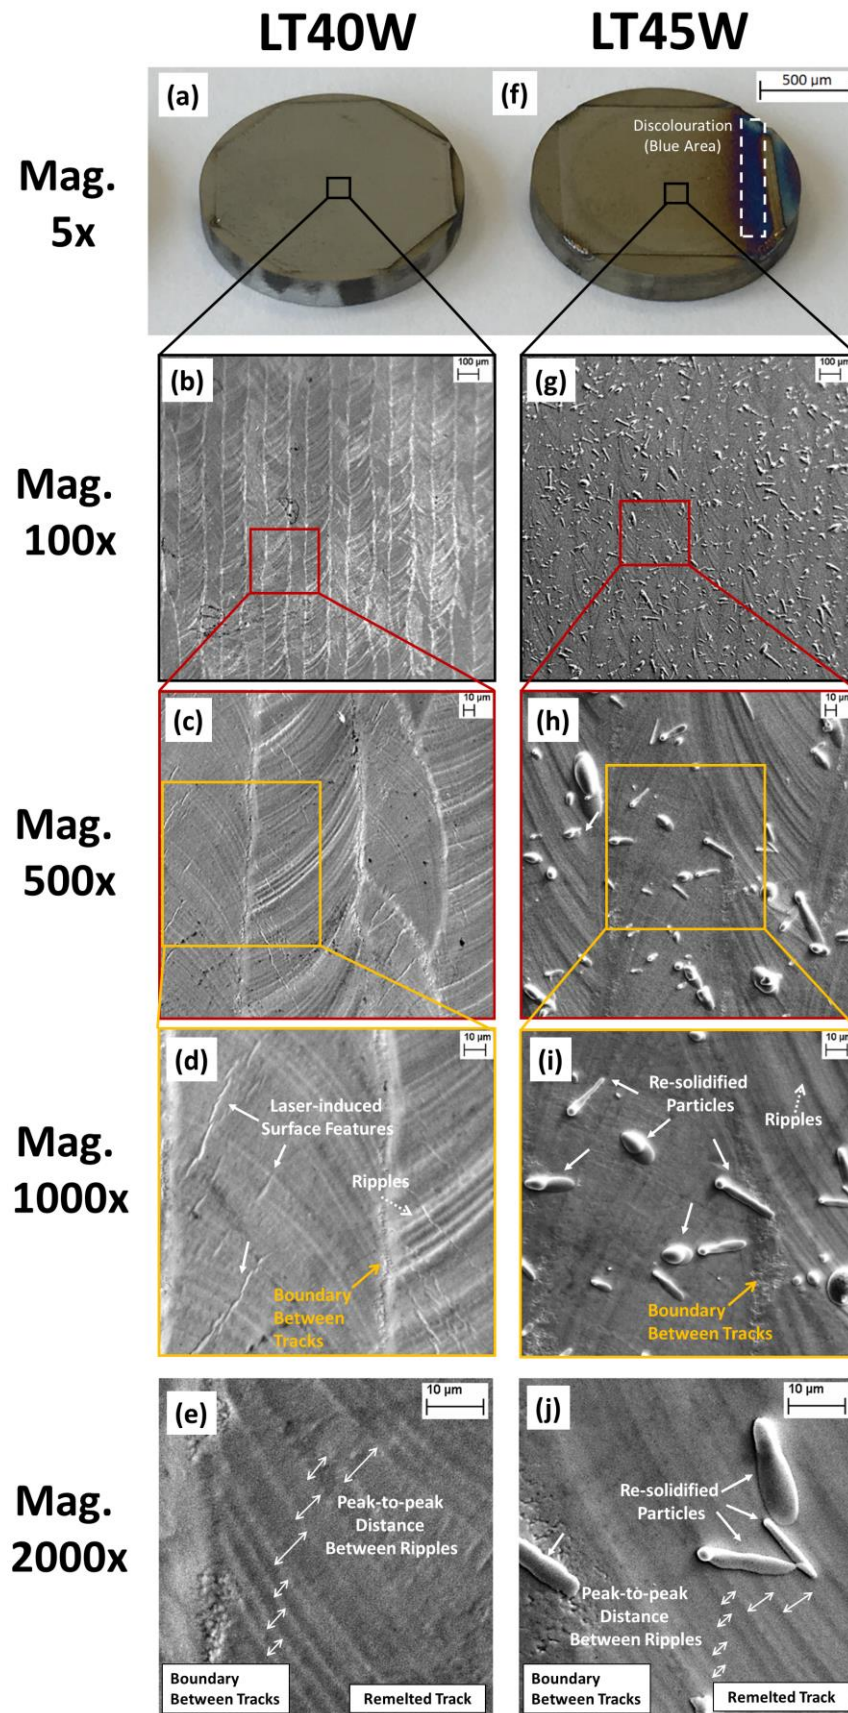 LT40W
LT45W
Mag.
5x
(a)
(f)
500 µm
Discolouration
(Blue Area)
Mag.
100x
(b)
100 µm
(g)
100 µm
Mag.
500x
(c)
10 µm
(h)
10 µm
Mag.
1000x
(d)
10 µm
Laser-induced
Surface Features
Ripples
Boundary
Between
Tracks
(i)
10 µm
Re-solidified
Particles
Ripples
Boundary
Between Tracks
Mag.
2000x
(e)
10 µm
Peak-to-peak
Distance
Between Ripples
Boundary
Between Tracks
Remelted Track
(j)
10 µm
Re-solidified
Particles
Peak-to-peak
Distance
Between Ripples
Boundary
Between Tracks
Remelted Track